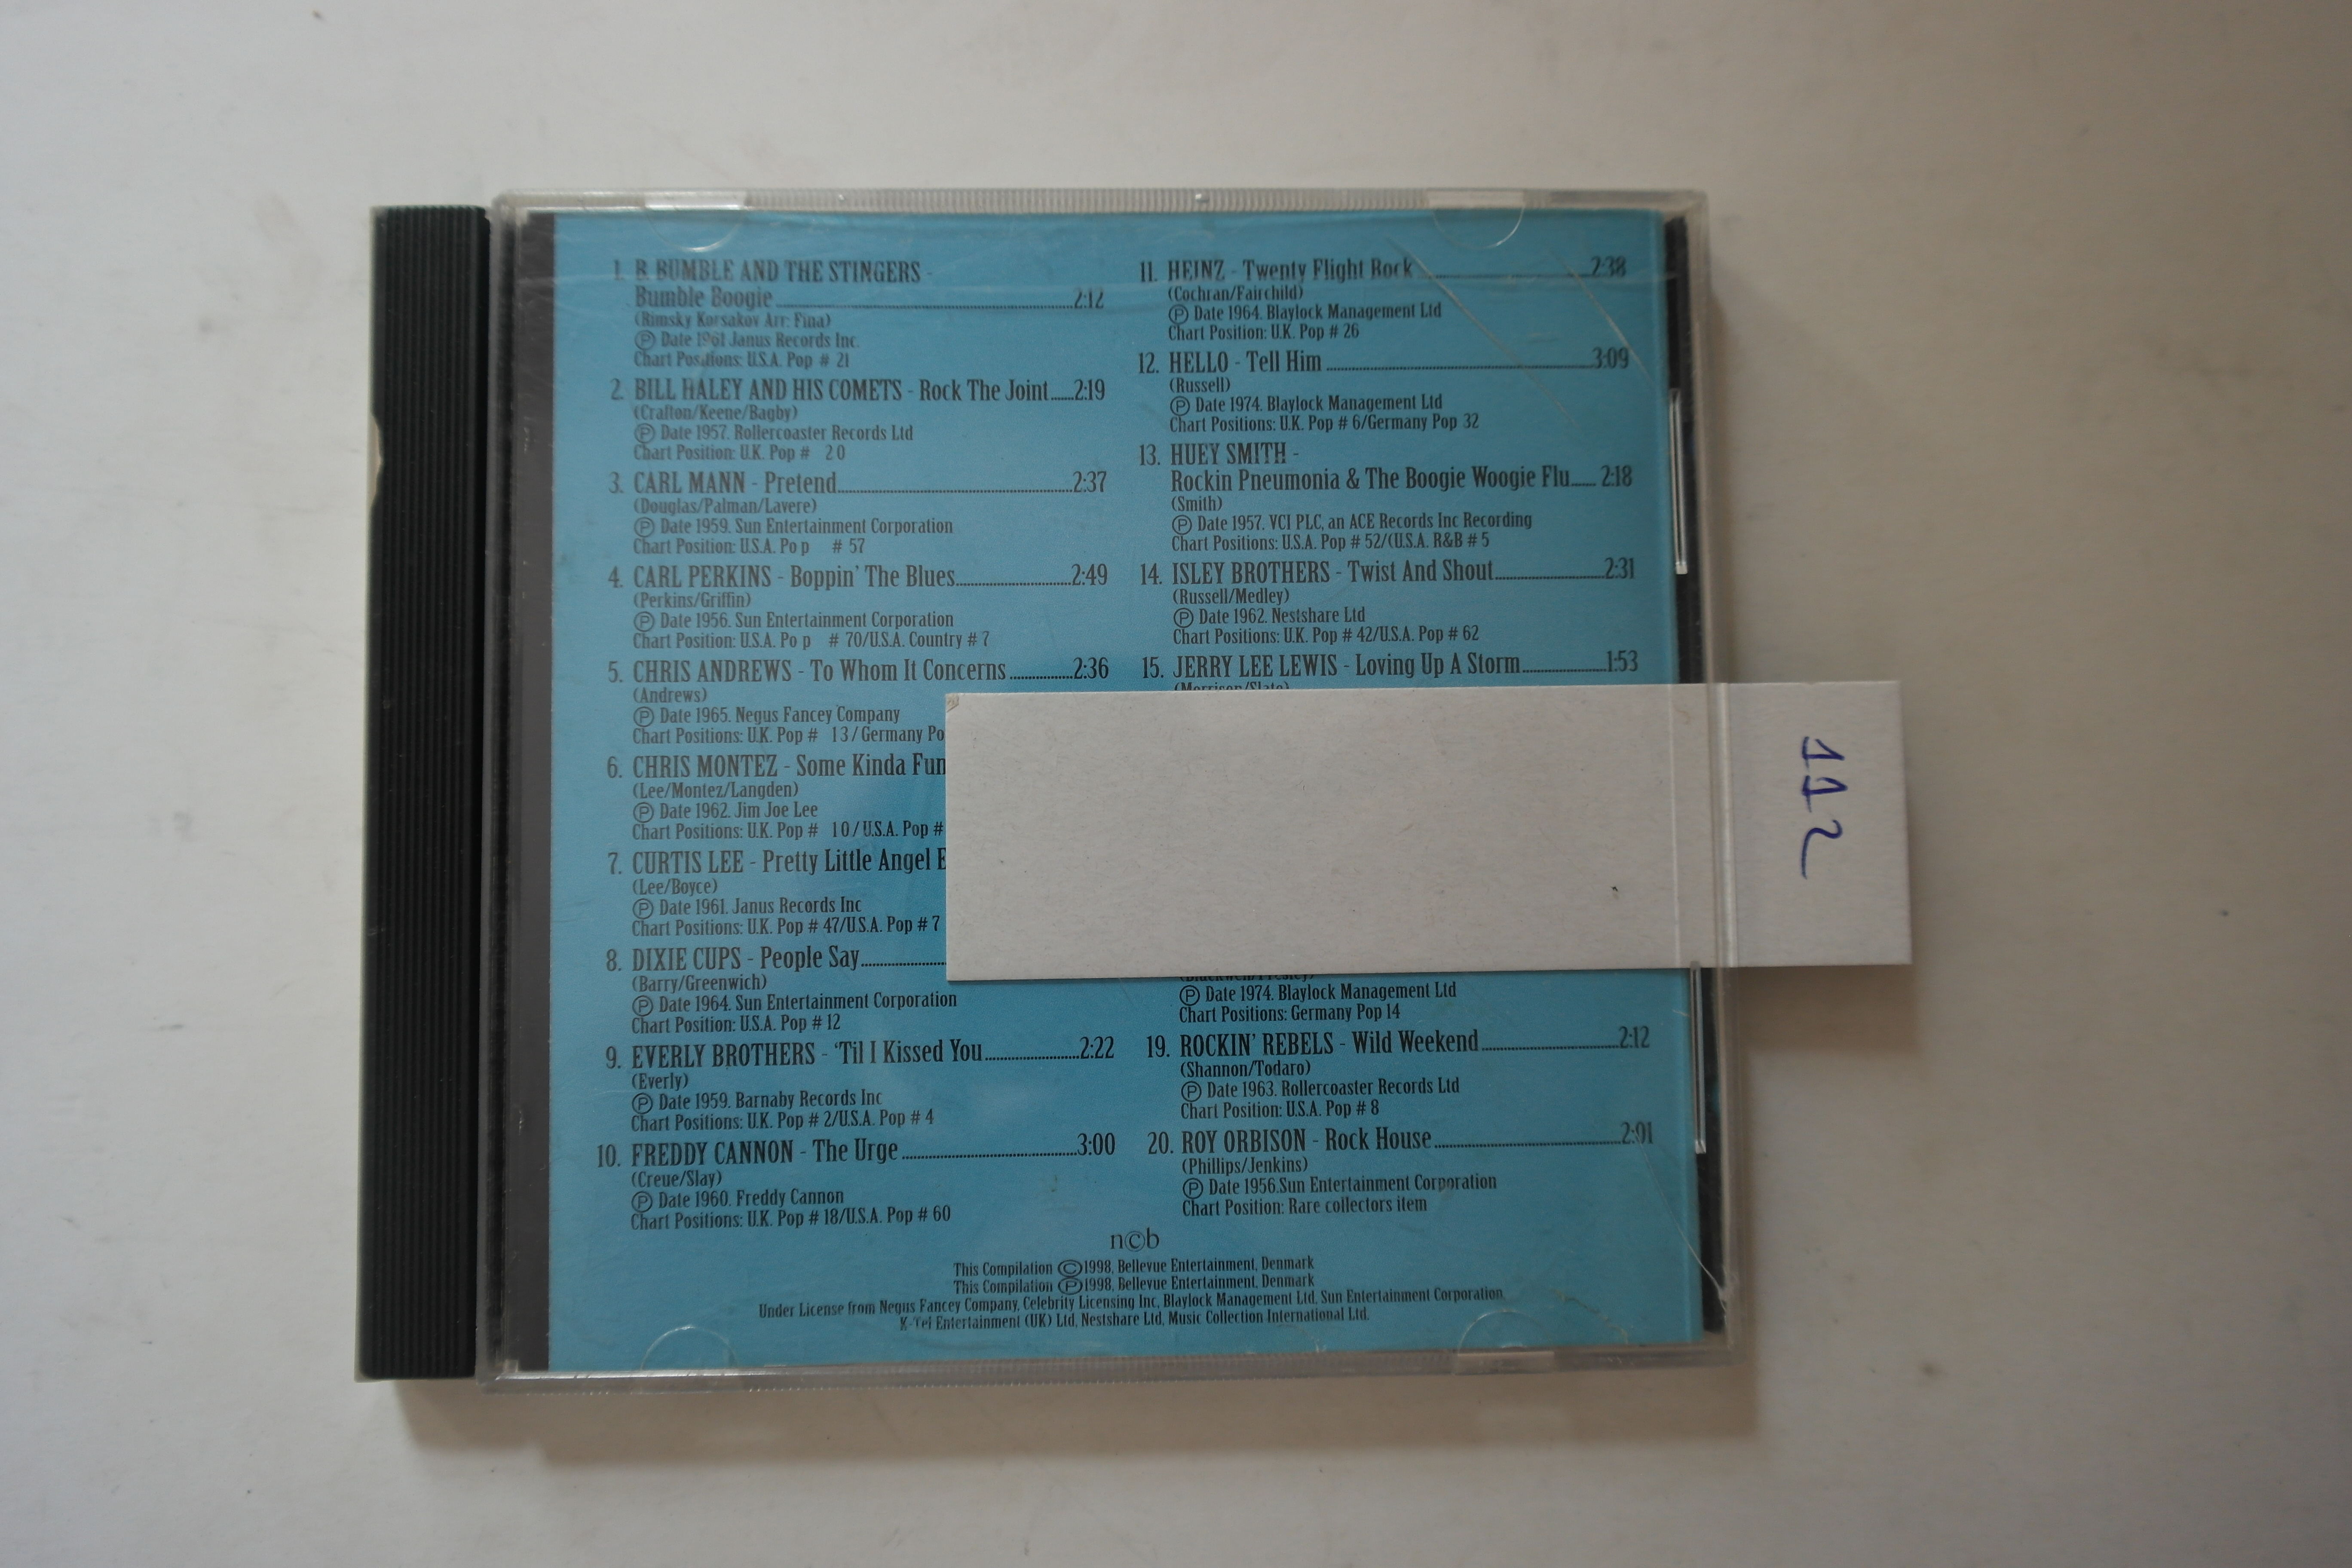 1. B. BUMBLE AND THE STINGERS -
Bumble Boogie 2:12
(Rimsky Korsakov Arr: Fina)
Ⓟ Date 1961 Janus Records Inc.
Chart Positions: U.S.A. Pop # 21
2. BILL HALEY AND HIS COMETS - Rock The Joint 2:19
(Crafton/Keene/Bagby)
Ⓟ Date 1957. Rollercoaster Records Ltd
Chart Position: U.K. Pop # 20
3. CARL MANN - Pretend 2:37
(Douglas/Palman/Lavere)
Ⓟ Date 1959. Sun Entertainment Corporation
Chart Position: U.S.A. Pop # 57
4. CARL PERKINS - Boppin' The Blues 2:49
(Perkins/Griffin)
Ⓟ Date 1956. Sun Entertainment Corporation
Chart Position: U.S.A. Pop # 70/U.S.A. Country # 7
5. CHRIS ANDREWS - To Whom It Concerns 2:36
(Andrews)
Ⓟ Date 1965. Negus Fancey Company
Chart Positions: U.K. Pop # 13/Germany Po
6. CHRIS MONTEZ - Some Kinda Fun
(Lee/Montez/Langden)
Ⓟ Date 1962. Jim Joe Lee
Chart Positions: U.K. Pop # 10/U.S.A. Pop #
7. CURTIS LEE - Pretty Little Angel E
(Lee/Boyce)
Ⓟ Date 1961. Janus Records Inc
Chart Positions: U.K. Pop # 47/U.S.A. Pop # 7
8. DIXIE CUPS - People Say
(Barry/Greenwich)
Ⓟ Date 1964. Sun Entertainment Corporation
Chart Position: U.S.A. Pop # 12
9. EVERLY BROTHERS - 'Til I Kissed You 2:22
(Everly)
Ⓟ Date 1959. Barnaby Records Inc
Chart Positions: U.K. Pop # 2/U.S.A. Pop # 4
10. FREDDY CANNON - The Urge 3:00
(Creue/Slay)
Ⓟ Date 1960. Freddy Cannon
Chart Positions: U.K. Pop # 18/U.S.A. Pop # 60
11. HEINZ - Twenty Flight Rock 2:38
(Cochran/Fairchild)
Ⓟ Date 1964. Blaylock Management Ltd
Chart Position: U.K. Pop # 26
12. HELLO - Tell Him 3:09
(Russell)
Ⓟ Date 1974. Blaylock Management Ltd
Chart Positions: U.K. Pop # 6/Germany Pop 32
13. HUEY SMITH -
Rockin Pneumonia & The Boogie Woogie Flu 2:18
(Smith)
Ⓟ Date 1957. VCI PLC, an ACE Records Inc Recording
Chart Positions: U.S.A. Pop # 52/(U.S.A. R&B # 5
14. ISLEY BROTHERS - Twist And Shout 2:31
(Russell/Medley)
Ⓟ Date 1962. Nestshare Ltd
Chart Positions: U.K. Pop # 42/U.S.A. Pop # 62
15. JERRY LEE LEWIS - Loving Up A Storm 1:53
112
Ⓟ Date 1974. Blaylock Management Ltd
Chart Positions: Germany Pop 14
19. ROCKIN' REBELS - Wild Weekend 2:12
(Shannon/Todaro)
Ⓟ Date 1963. Rollercoaster Records Ltd
Chart Position: U.S.A. Pop # 8
20. ROY ORBISON - Rock House 2:01
(Phillips/Jenkins)
Ⓟ Date 1956.Sun Entertainment Corporation
Chart Position: Rare collectors item
n©b
This Compilation ©1998, Bellevue Entertainment, Denmark
This Compilation Ⓟ1998, Bellevue Entertainment, Denmark
Under License from Negus Fancey Company, Celebrity Licensing Inc, Blaylock Management Ltd, Sun Entertainment Corporation,
K-Tel Entertainment (UK) Ltd, Nestshare Ltd, Music Collection International Ltd.